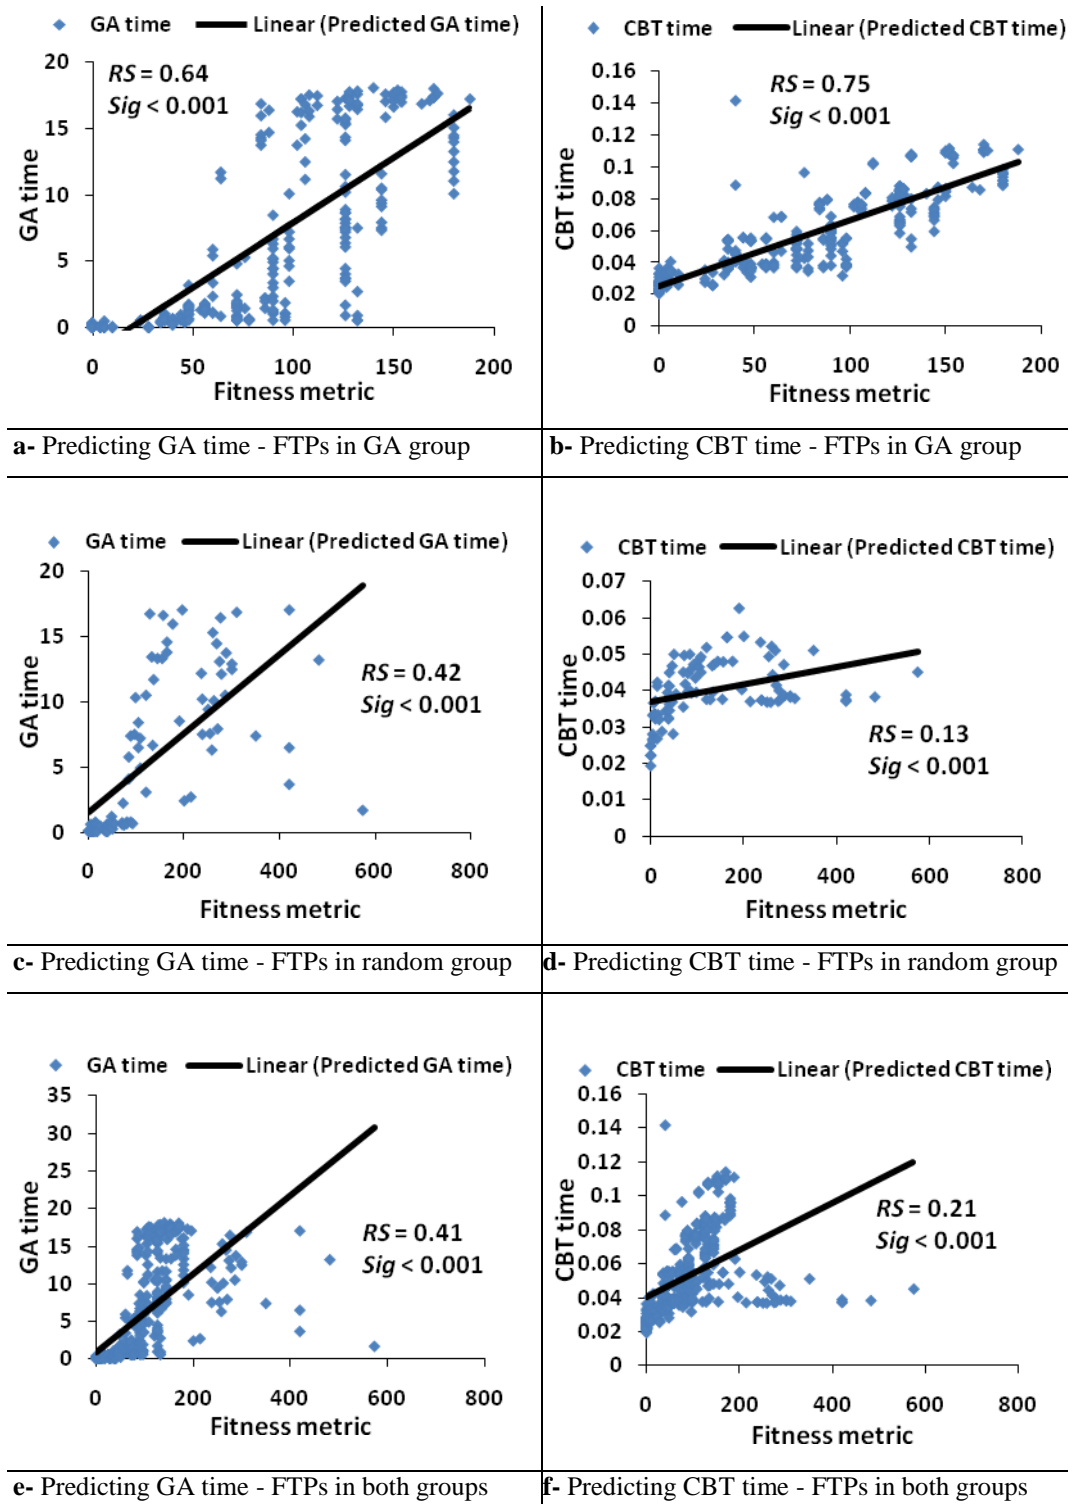 GA time Linear (Predicted GA time)
RS = 0.64
Sig < 0.001
20
15
10
5
0
GA time
0 50 100 150 200
Fitness metric
a- Predicting GA time - FTPs in GA group
CBT time Linear (Predicted CBT time)
RS = 0.75
Sig < 0.001
0.16
0.14
0.12
0.1
0.08
0.06
0.04
0.02
0
CBT time
0 50 100 150 200
Fitness metric
b- Predicting CBT time - FTPs in GA group
GA time Linear (Predicted GA time)
20
15
10
5
0
GA time
RS = 0.42
Sig < 0.001
0 200 400 600 800
Fitness metric
c- Predicting GA time - FTPs in random group
CBT time Linear (Predicted CBT time)
0.07
0.06
0.05
0.04
0.03
0.02
0.01
0
CBT time
RS = 0.13
Sig < 0.001
0 200 400 600 800
Fitness metric
d- Predicting CBT time - FTPs in random group
GA time Linear (Predicted GA time)
35
30
25
20
15
10
5
0
GA time
RS = 0.41
Sig < 0.001
0 200 400 600 800
Fitness metric
e- Predicting GA time - FTPs in both groups
CBT time Linear (Predicted CBT time)
0.16
0.14
0.12
0.1
0.08
0.06
0.04
0.02
0
CBT time
RS = 0.21
Sig < 0.001
0 200 400 600 800
Fitness metric
f- Predicting CBT time - FTPs in both groups